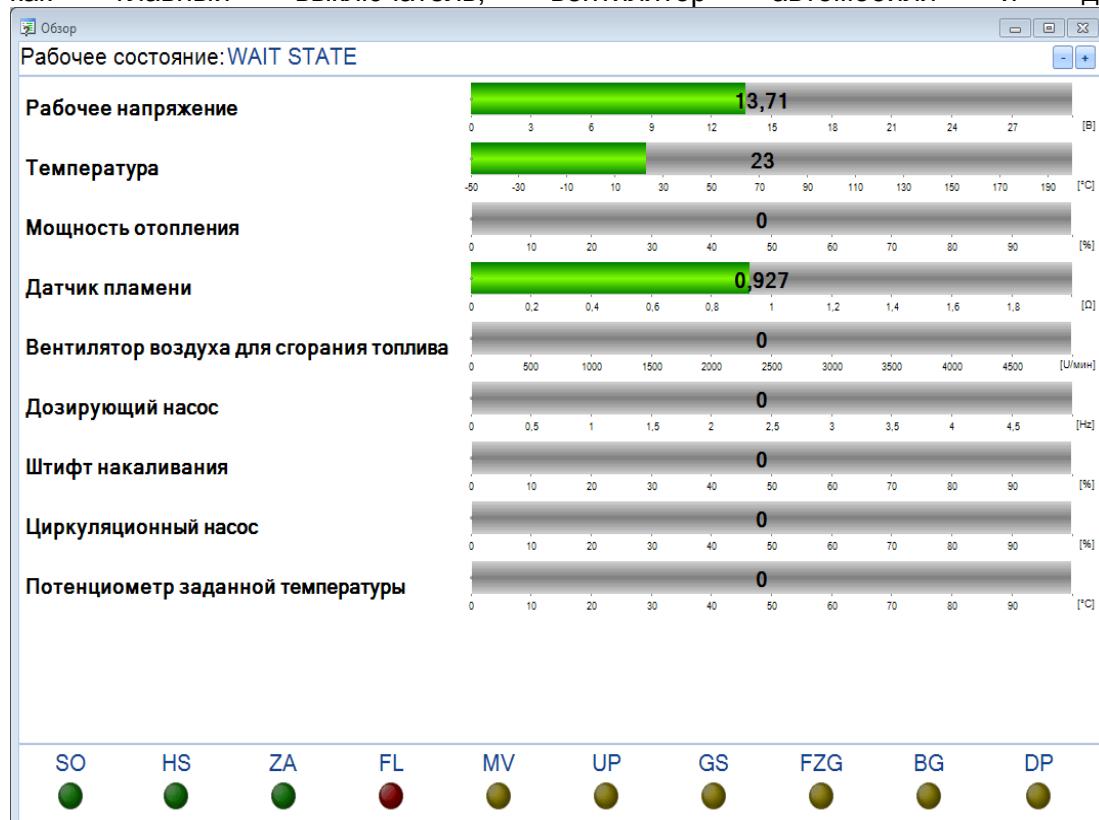 как главный выключатель, вентилятор автомобиля и д
Обзор
Рабочее состояние: WAIT STATE - +
Рабочее напряжение 13,71
0 3 6 9 12 15 18 21 24 27 [В]
Температура 23
-50 -30 -10 10 30 50 70 90 110 130 150 170 190 [°C]
Мощность отопления 0
0 10 20 30 40 50 60 70 80 90 [%]
Датчик пламени 0,927
0 0,2 0,4 0,6 0,8 1 1,2 1,4 1,6 1,8 [Ω]
Вентилятор воздуха для сгорания топлива 0
0 500 1000 1500 2000 2500 3000 3500 4000 4500 [U/мин]
Дозирующий насос 0
0 0,5 1 1,5 2 2,5 3 3,5 4 4,5 [Hz]
Штифт накаливания 0
0 10 20 30 40 50 60 70 80 90 [%]
Циркуляционный насос 0
0 10 20 30 40 50 60 70 80 90 [%]
Потенциометр заданной температуры 0
0 10 20 30 40 50 60 70 80 90 [°C]
SO HS ZA FL MV UP GS FZG BG DP